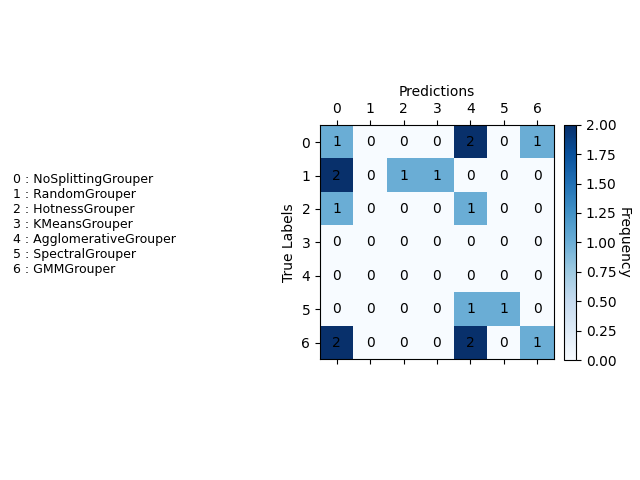 Predictions
0 1 2 3 4 5 6
0 1 0 0 0 2 0 1
1 2 0 1 1 0 0 0
2 1 0 0 0 1 0 0
3 0 0 0 0 0 0 0
4 0 0 0 0 0 0 0
5 0 0 0 0 1 1 0
6 2 0 0 0 2 0 1
True Labels
0 : NoSplittingGrouper
1 : RandomGrouper
2 : HotnessGrouper
3 : KMeansGrouper
4 : AgglomerativeGrouper
5 : SpectralGrouper
6 : GMMGrouper
2.00
1.75
1.50
1.25
1.00
0.75
0.50
0.25
0.00
Frequency